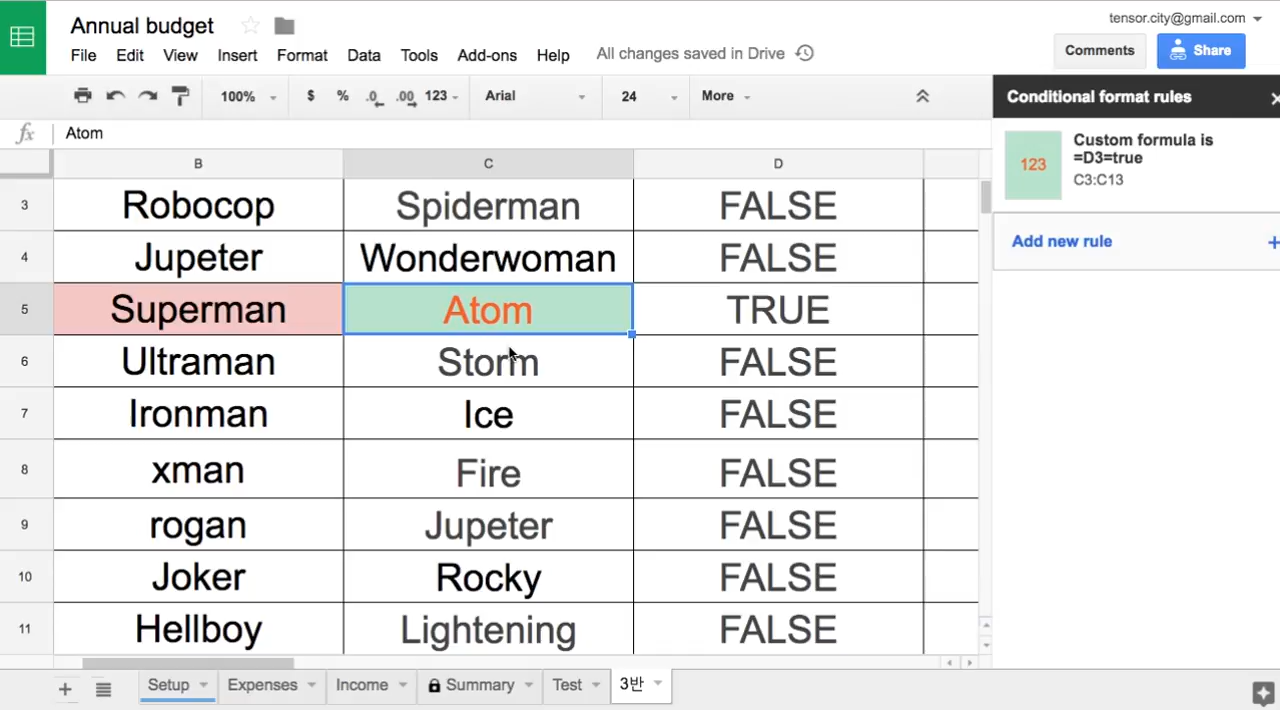 Annual budget
tensor.city@gmail.com
File Edit View Insert Format Data Tools Add-ons Help All changes saved in Drive
Comments Share
100% $ % .0 .00 123 Arial 24 More
Conditional format rules
fx Atom
123 Custom formula is
=D3=true
C3:C13
Add new rule
B C D
3 Robocop Spiderman FALSE
4 Jupeter Wonderwoman FALSE
5 Superman Atom TRUE
6 Ultraman Storm FALSE
7 Ironman Ice FALSE
8 xman Fire FALSE
9 rogan Jupeter FALSE
10 Joker Rocky FALSE
11 Hellboy Lightening FALSE
Setup Expenses Income Summary Test 3반